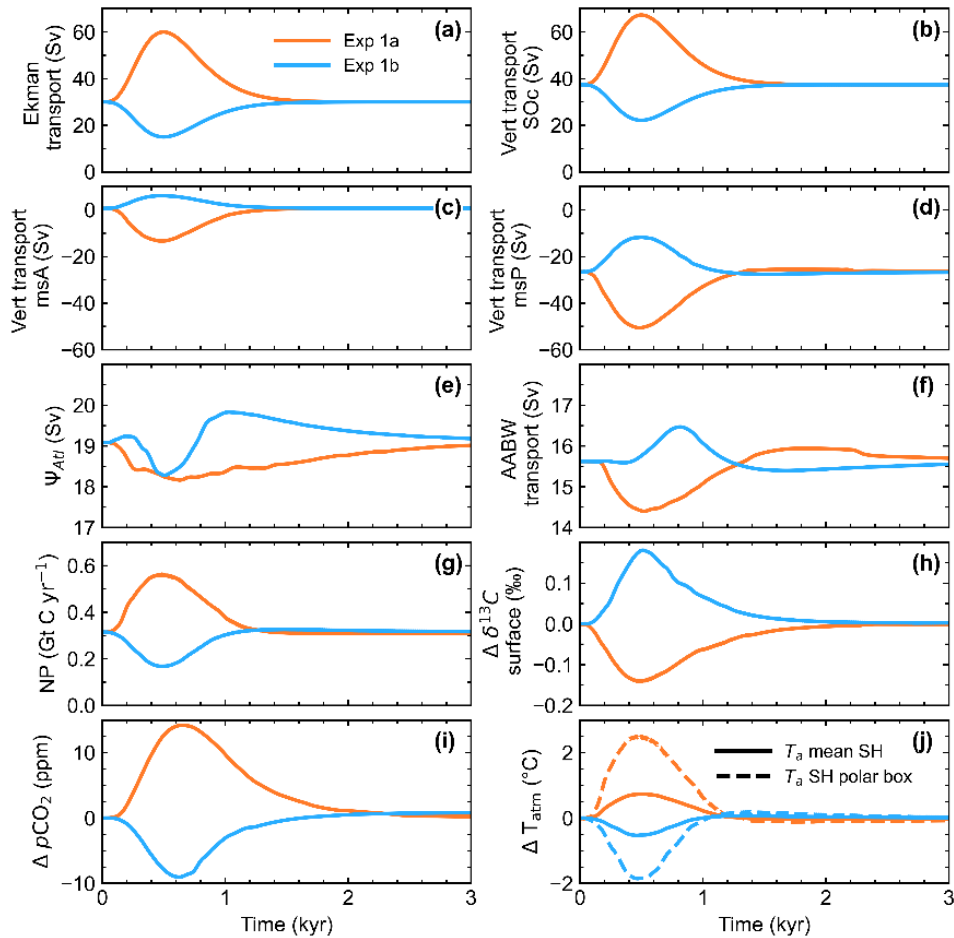 (a)
Ekman
transport (Sv)
60
40
20
0
Exp 1a
Exp 1b
(b)
Vert transport
SOc (Sv)
60
40
20
0
(c)
Vert transport
msA (Sv)
0
−20
−40
−60
(d)
Vert transport
msP (Sv)
0
−20
−40
−60
(e)
Ψ_Atl (Sv)
20
19
18
17
(f)
AABW
transport (Sv)
16
15
14
(g)
NP (Gt C yr⁻¹)
0.6
0.4
0.2
0.0
(h)
Δ δ¹³C
surface (‰)
0.1
0.0
−0.1
−0.2
(i)
Δ pCO₂ (ppm)
10
0
−10
0
1
2
3
Time (kyr)
(j)
Δ T_atm (°C)
2
0
−2
T_a mean SH
T_a SH polar box
0
1
2
3
Time (kyr)